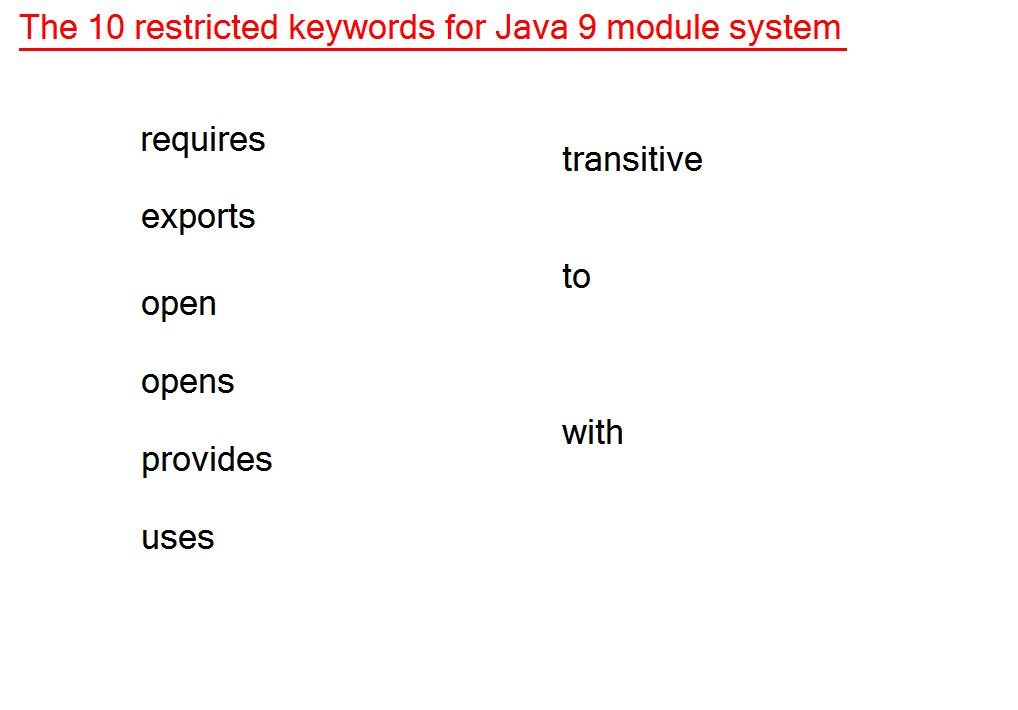 The 10 restricted keywords for Java 9 module system
requires
exports
open
opens
provides
uses
transitive
to
with